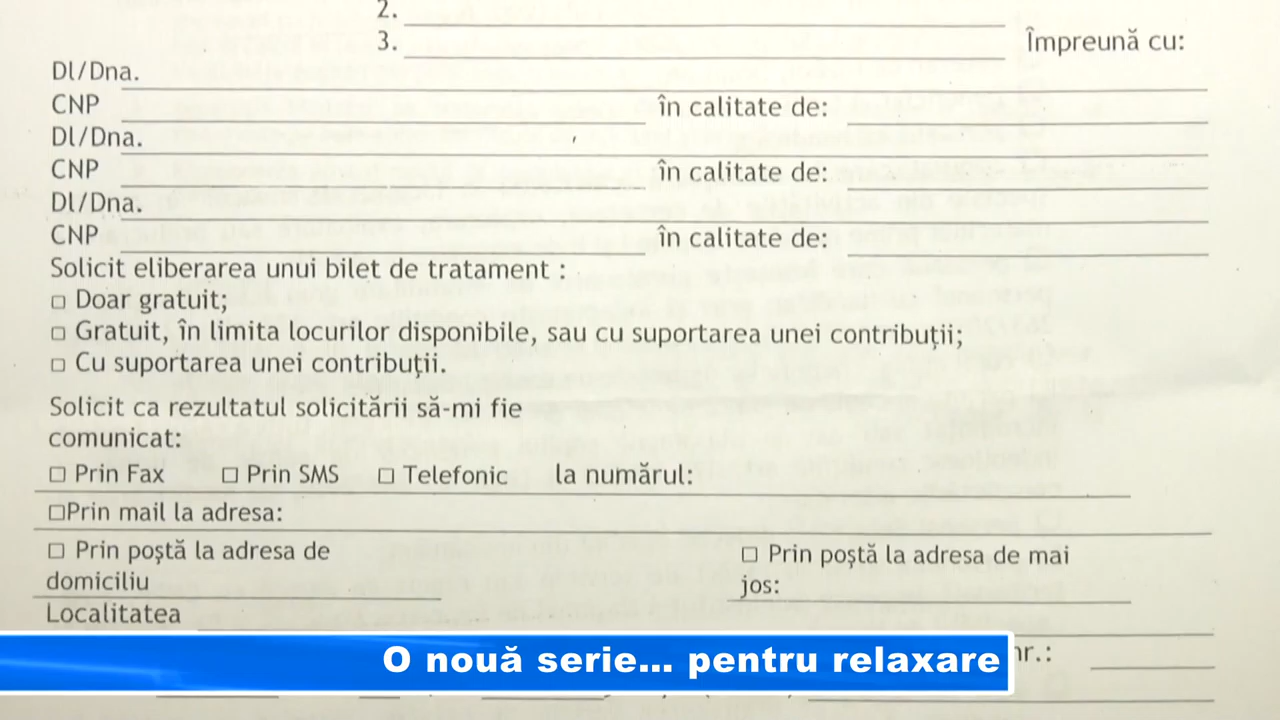 2.
3. Împreună cu:
Dl/Dna.
CNP în calitate de:
Dl/Dna.
CNP în calitate de:
Dl/Dna.
CNP în calitate de:
Solicit eliberarea unui bilet de tratament :
□ Doar gratuit;
□ Gratuit, în limita locurilor disponibile, sau cu suportarea unei contribuţii;
□ Cu suportarea unei contribuţii.
Solicit ca rezultatul solicitării să-mi fie
comunicat:
□ Prin Fax □ Prin SMS □ Telefonic la numărul:
□Prin mail la adresa:
□ Prin poştă la adresa de
domiciliu
□ Prin poştă la adresa de mai
jos:
Localitatea
nr.:
O nouă serie... pentru relaxare